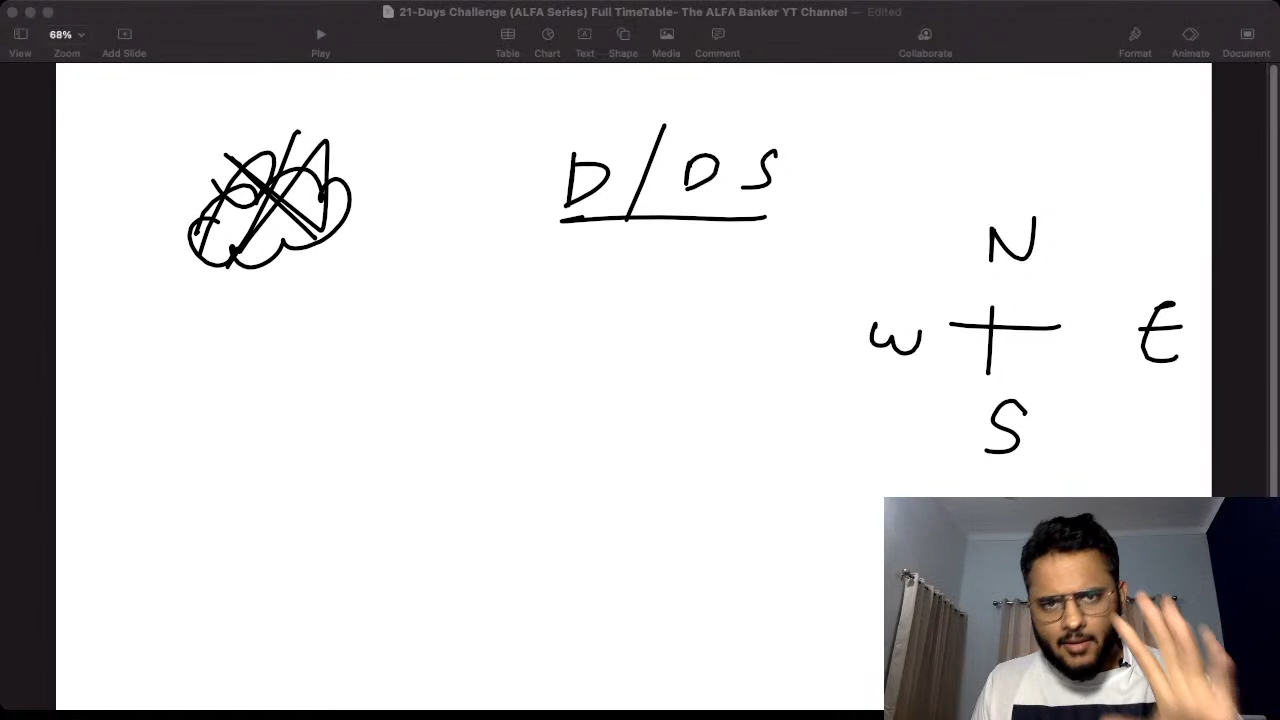 21-Days Challenge (ALFA Series) Full TimeTable- The ALFA Banker YT Channel — Edited
68%
View Zoom Add Slide Play Table Chart Text Shape Media Comment Collaborate Format Animate Document
D/DS
N
W E
S